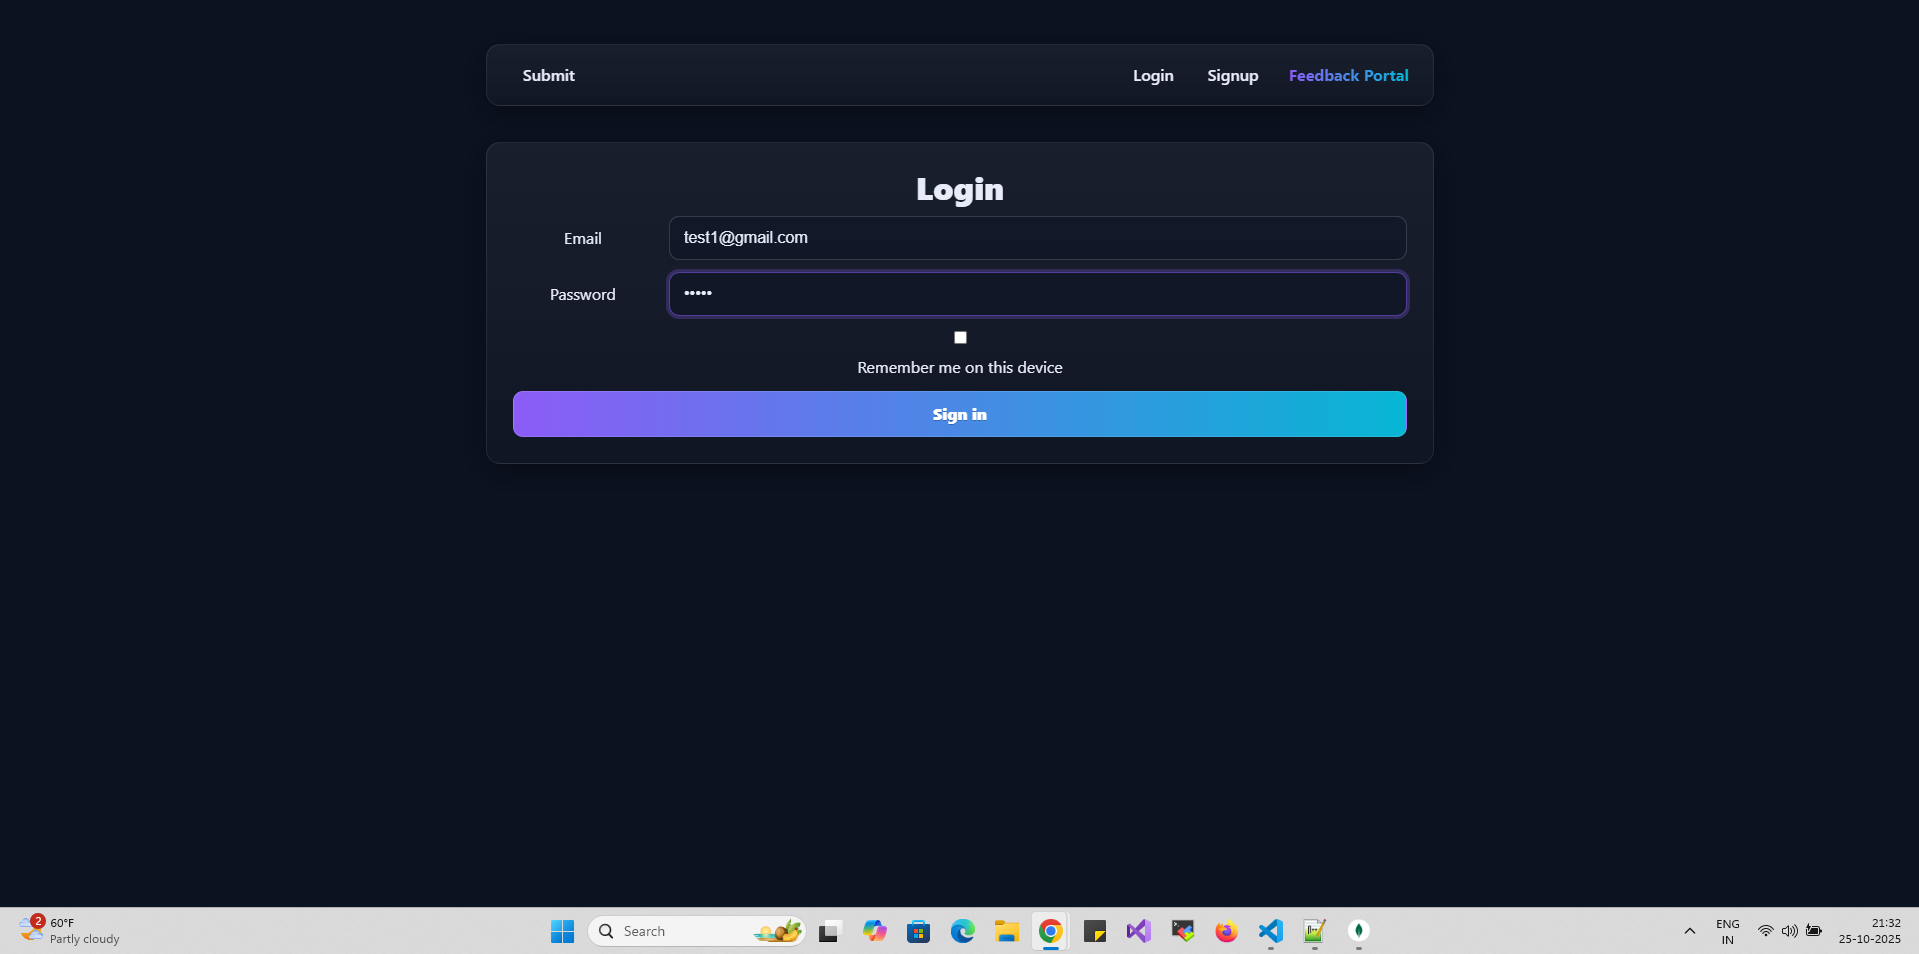 Submit
Login
Signup
Feedback Portal
Login
Email
test1@gmail.com
Password
•••••
Remember me on this device
Sign in
2
60°F
Partly cloudy
Search
ENG
IN
21:32
25-10-2025